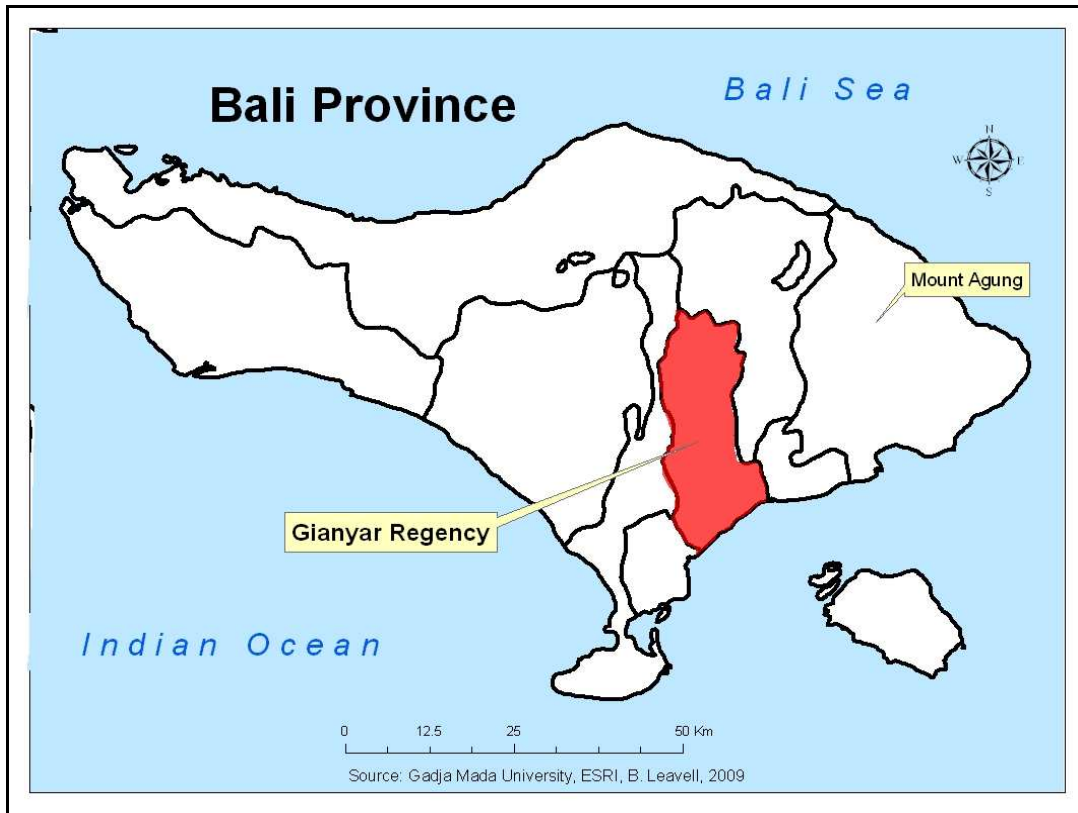 Bali Province
Bali Sea
N
W E
S
Mount Agung
Gianyar Regency
Indian Ocean
0 12.5 25 50 Km
Source: Gadja Mada University, ESRI, B. Leavell, 2009